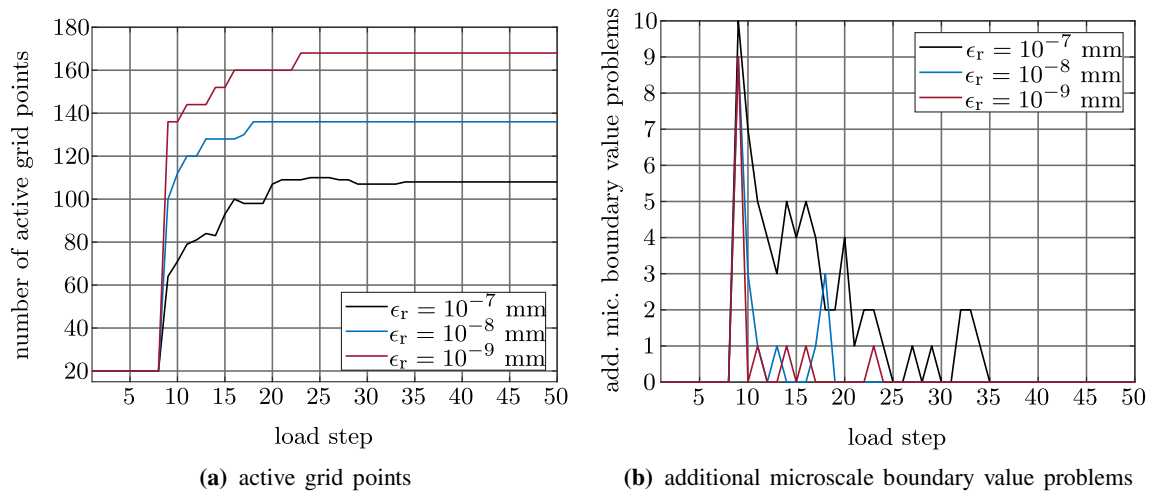 180
160
140
120
100
80
60
40
20
5 10 15 20 25 30 35 40 45 50
number of active grid points
load step
ϵr = 10−7 mm
ϵr = 10−8 mm
ϵr = 10−9 mm
(a) active grid points
10
9
8
7
6
5
4
3
2
1
0
5 10 15 20 25 30 35 40 45 50
add. mic. boundary value problems
load step
ϵr = 10−7 mm
ϵr = 10−8 mm
ϵr = 10−9 mm
(b) additional microscale boundary value problems